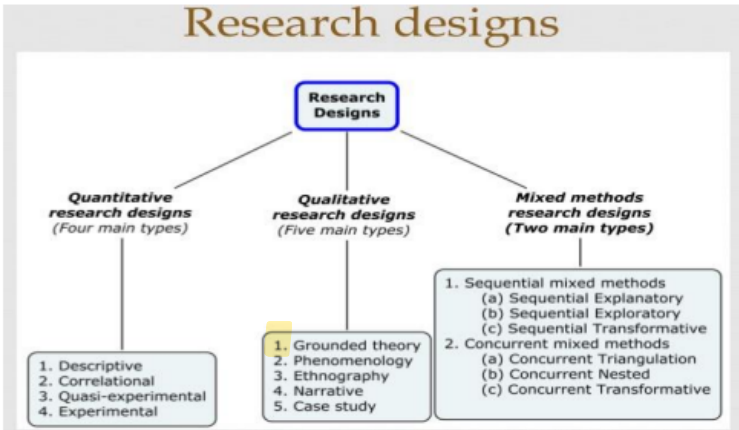 Research designs
Research
Designs
Quantitative
research designs
(Four main types)
1. Descriptive
2. Correlational
3. Quasi-experimental
4. Experimental
Qualitative
research designs
(Five main types)
1. Grounded theory
2. Phenomenology
3. Ethnography
4. Narrative
5. Case study
Mixed methods
research designs
(Two main types)
1. Sequential mixed methods
(a) Sequential Explanatory
(b) Sequential Exploratory
(c) Sequential Transformative
2. Concurrent mixed methods
(a) Concurrent Triangulation
(b) Concurrent Nested
(c) Concurrent Transformative